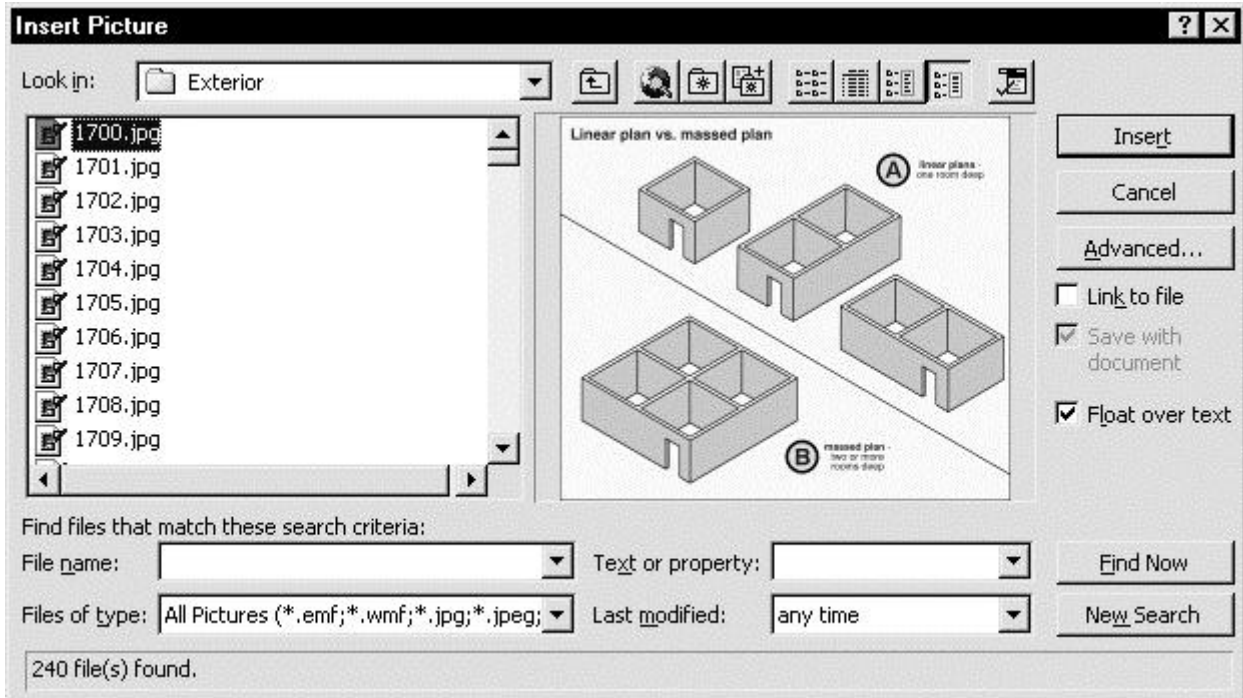 Insert Picture
Look in: Exterior
1700.jpg
1701.jpg
1702.jpg
1703.jpg
1704.jpg
1705.jpg
1706.jpg
1707.jpg
1708.jpg
1709.jpg
Linear plan vs. massed plan
A
linear plans -
one room deep
B
massed plan -
two or more
rooms deep
Insert
Cancel
Advanced...
Link to file
Save with
document
Float over text
Find files that match these search criteria:
File name:
Text or property:
Find Now
Files of type: All Pictures (*.emf;*.wmf;*.jpg;*.jpeg;
Last modified: any time
New Search
240 file(s) found.